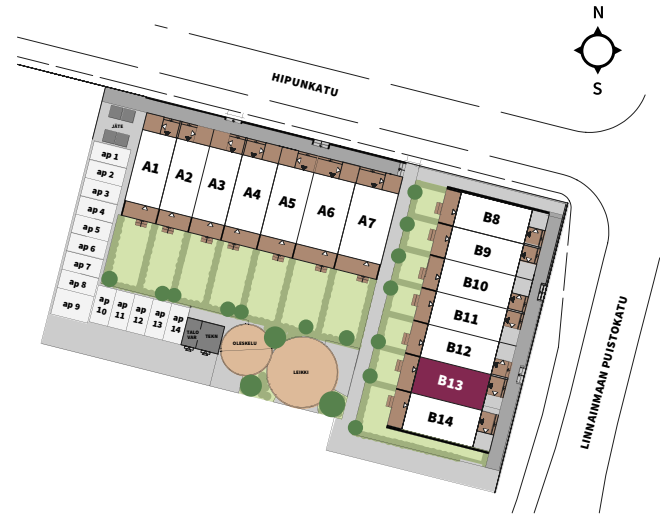 N
S
HIPUNKATU
LINNAINMAAN PUISTOKATU
JÄTE
ap 1
ap 2
ap 3
ap 4
ap 5
ap 6
ap 7
ap 8
ap 9
ap 10
ap 11
ap 12
ap 13
ap 14
A1
A2
A3
A4
A5
A6
A7
TALO VAR
TEKN
OLESKELU
LEIKKI
B8
B9
B10
B11
B12
B13
B14